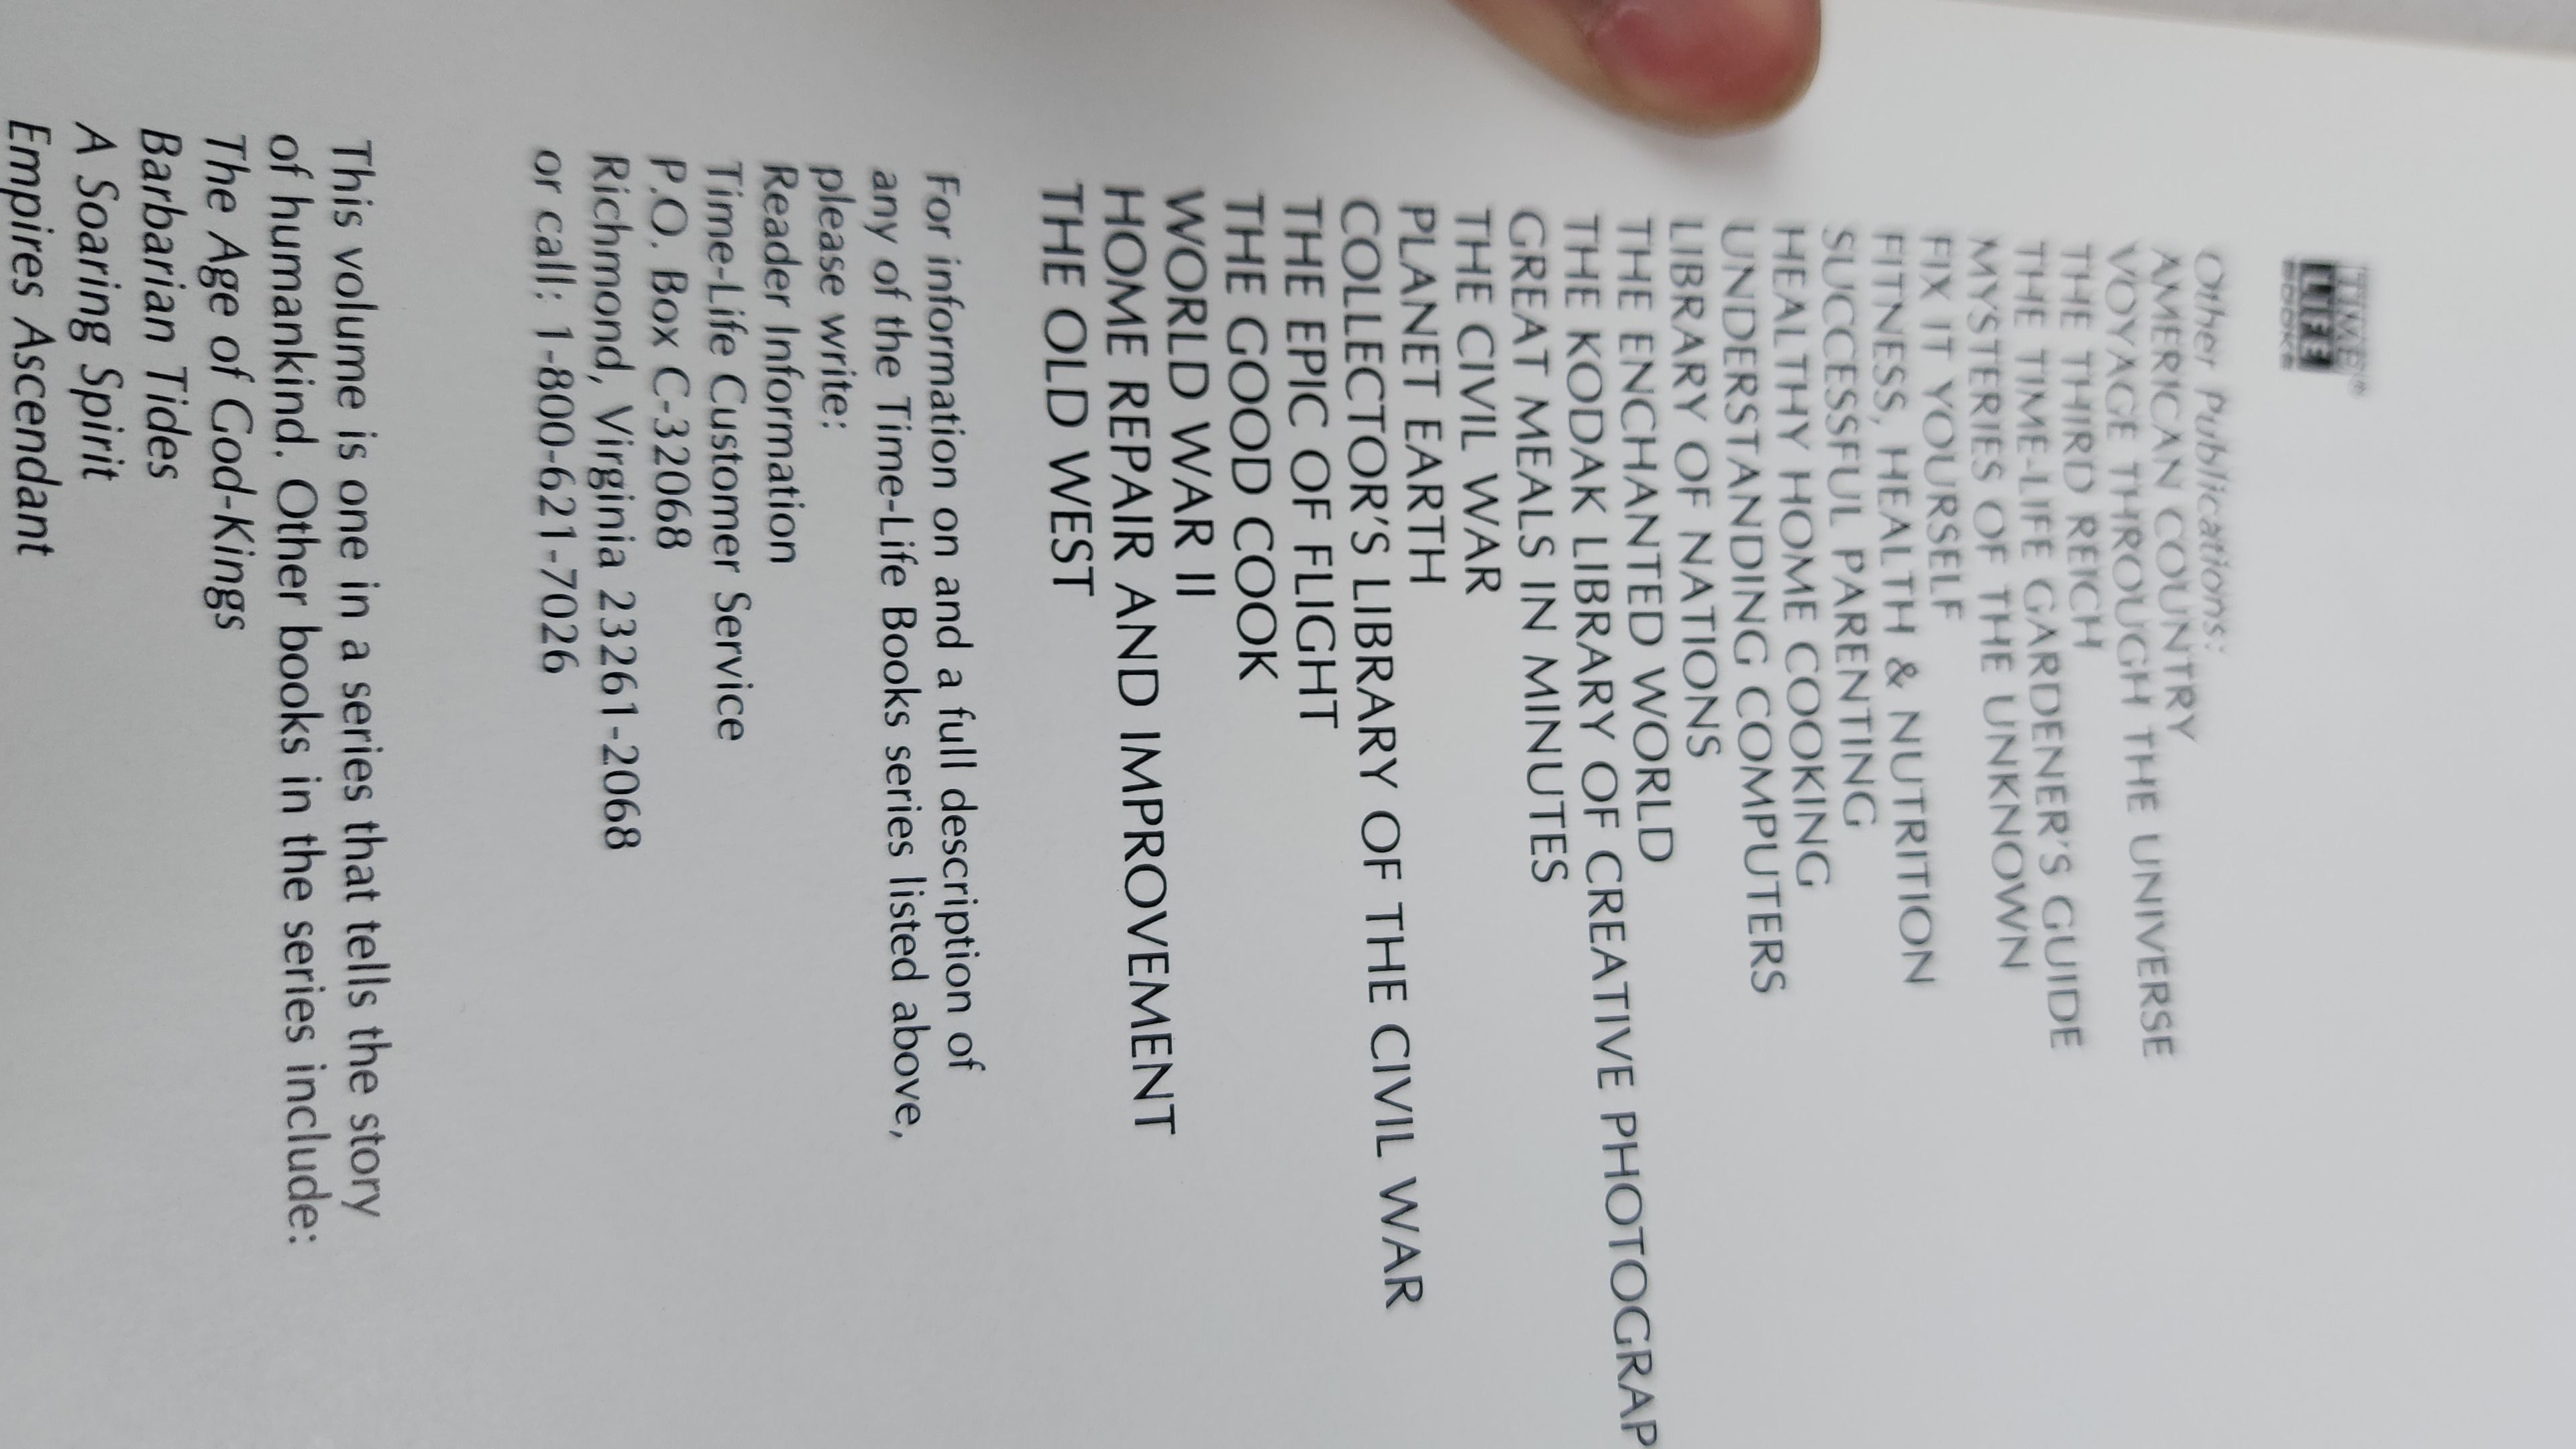 TIME®
LIFE
BOOKS
Other Publications:
AMERICAN COUNTRY
VOYAGE THROUGH THE UNIVERSE
THE THIRD REICH
THE TIME-LIFE GARDENER'S GUIDE
MYSTERIES OF THE UNKNOWN
FIX IT YOURSELF
FITNESS, HEALTH & NUTRITION
SUCCESSFUL PARENTING
HEALTHY HOME COOKING
UNDERSTANDING COMPUTERS
LIBRARY OF NATIONS
THE ENCHANTED WORLD
THE KODAK LIBRARY OF CREATIVE PHOTOGRAP
GREAT MEALS IN MINUTES
THE CIVIL WAR
PLANET EARTH
COLLECTOR'S LIBRARY OF THE CIVIL WAR
THE EPIC OF FLIGHT
THE GOOD COOK
WORLD WAR II
HOME REPAIR AND IMPROVEMENT
THE OLD WEST
For information on and a full description of
any of the Time-Life Books series listed above,
please write:
Reader Information
Time-Life Customer Service
P.O. Box C-32068
Richmond, Virginia 23261-2068
or call: 1-800-621-7026
This volume is one in a series that tells the story
of humankind. Other books in the series include:
The Age of God-Kings
Barbarian Tides
A Soaring Spirit
Empires Ascendant